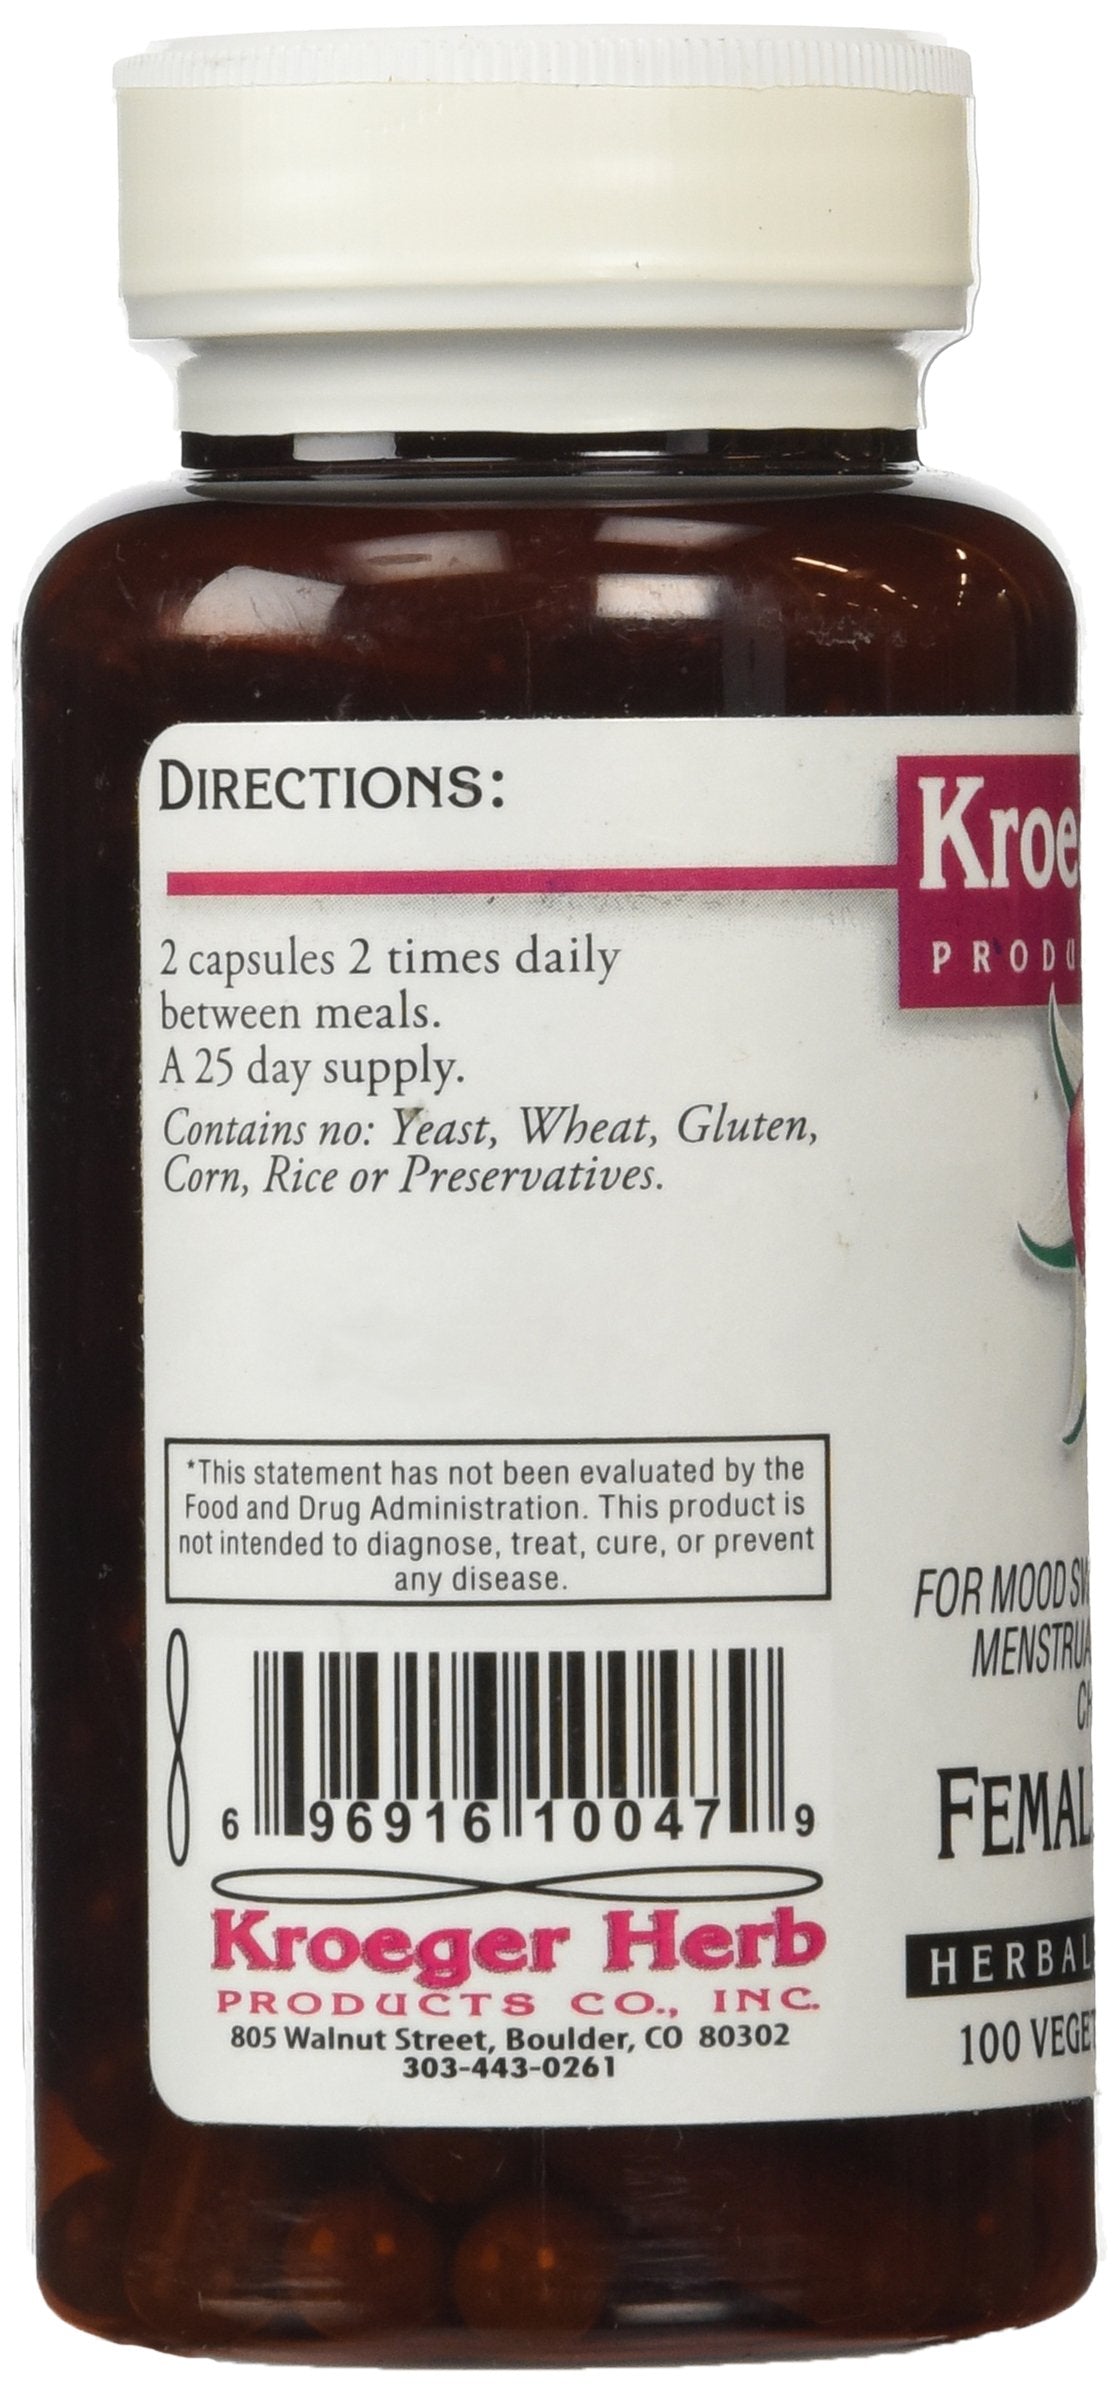 DIRECTIONS:
2 capsules 2 times daily
between meals.
A 25 day supply.
Contains no: Yeast, Wheat, Gluten,
Corn, Rice or Preservatives.
*This statement has not been evaluated by the
Food and Drug Administration. This product is
not intended to diagnose, treat, cure, or prevent
any disease.
6 96916 10047 9
Kroeger Herb
PRODUCTS CO., INC.
805 Walnut Street, Boulder, CO 80302
303-443-0261
Kroe
PRODU
FOR MOOD SW
MENSTRUA
CH
FEMAL
HERBAL
100 VEGET